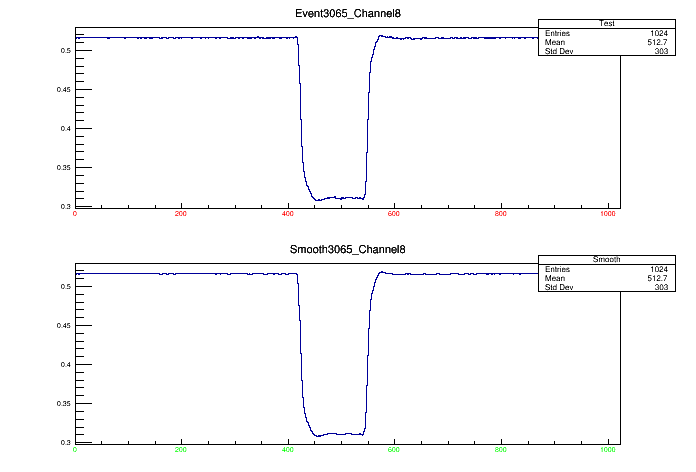 Event3065_Channel8
Test
Entries 1024
Mean 512.7
Std Dev 303
0.5
0.45
0.4
0.35
0.3
0 200 400 600 800 1000
Smooth3065_Channel8
Smooth
Entries 1024
Mean 512.7
Std Dev 303
0.5
0.45
0.4
0.35
0.3
0 200 400 600 800 1000